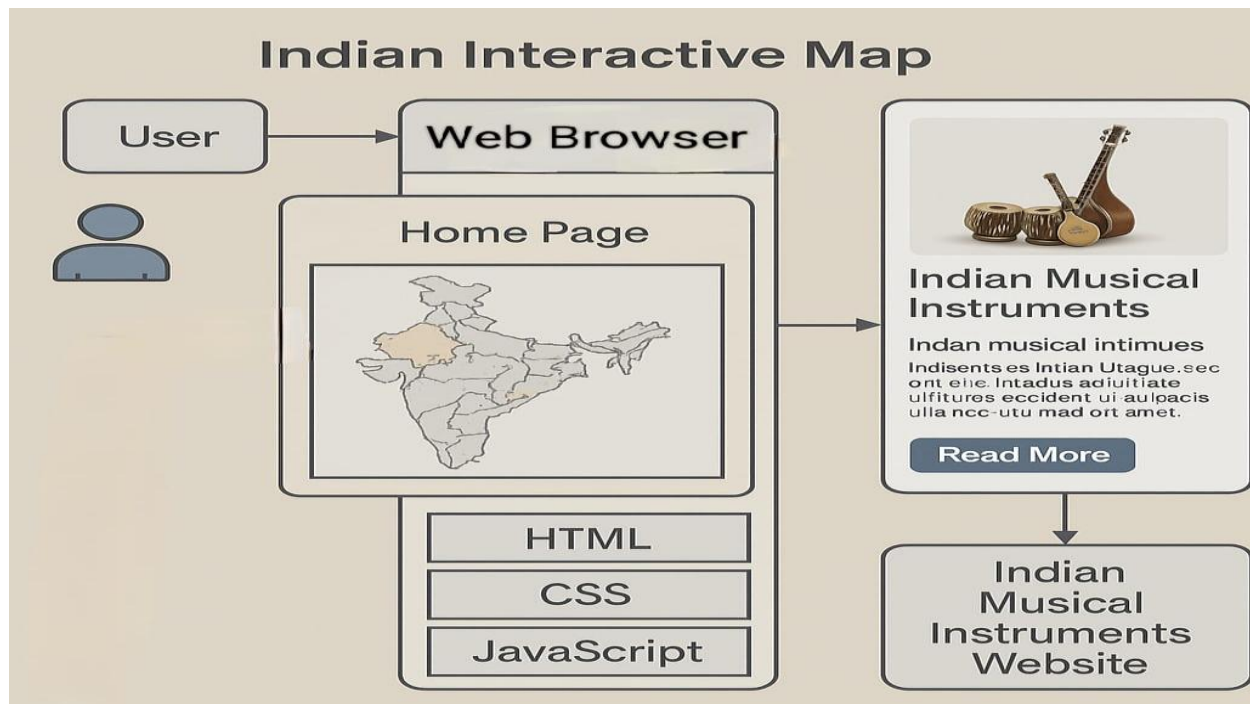 Indian Interactive Map
User
Web Browser
Home Page
HTML
CSS
JavaScript
Indian Musical
Instruments
Indan musical intimues
Indisents es Intian Utague.sec
ont Intadus adiuitiate
ulfitures eccident ui aulpacis
ulla ncc-utu mad ort amet.
Read More
Indian
Musical
Instruments
Website